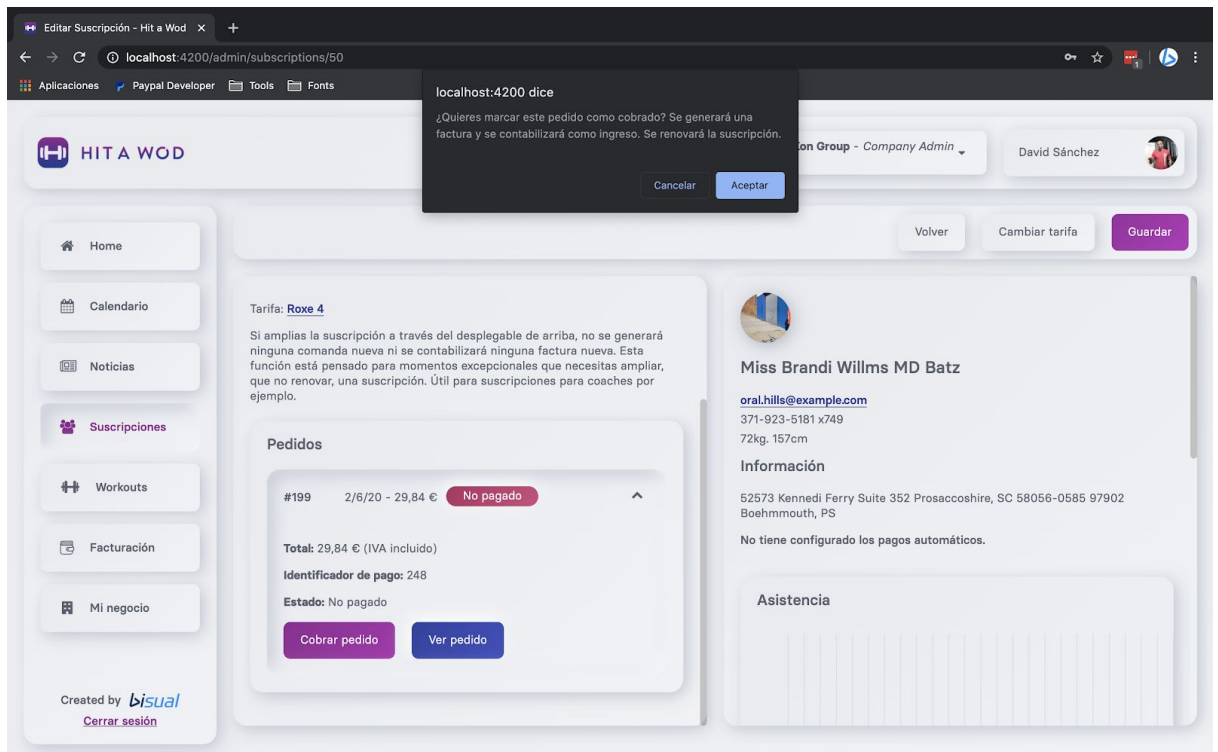 Editar Suscripción - Hit a Wod
localhost:4200/admin/subscriptions/50
Aplicaciones
Paypal Developer
Tools
Fonts
1
localhost:4200 dice
¿Quieres marcar este pedido como cobrado? Se generará una
factura y se contabilizará como ingreso. Se renovará la suscripción.
Cancelar
Aceptar
HIT A WOD
Group - Company Admin
David Sánchez
Volver
Cambiar tarifa
Guardar
Home
Calendario
Noticias
Suscripciones
Workouts
Facturación
Mi negocio
Created by bisual
Cerrar sesión
Tarifa: Roxe 4
Si amplias la suscripción a través del desplegable de arriba, no se generará
ninguna comanda nueva ni se contabilizará ninguna factura nueva. Esta
función está pensado para momentos excepcionales que necesitas ampliar,
que no renovar, una suscripción. Útil para suscripciones para coaches por
ejemplo.
Pedidos
#199 2/6/20 - 29,84 € No pagado
Total: 29,84 € (IVA incluido)
Identificador de pago: 248
Estado: No pagado
Cobrar pedido
Ver pedido
Miss Brandi Willms MD Batz
oral.hills@example.com
371-923-5181 x749
72kg. 157cm
Información
52573 Kennedi Ferry Suite 352 Prosaccoshire, SC 58056-0585 97902
Boehmmouth, PS
No tiene configurado los pagos automáticos.
Asistencia